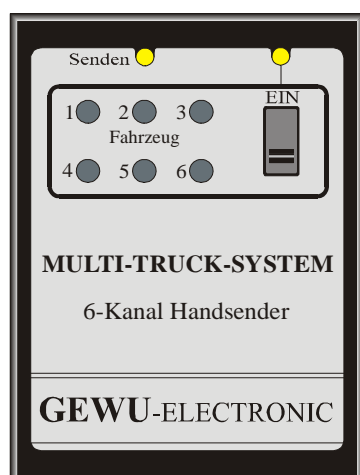 Senden
EIN
1 2 3
Fahrzeug
4 5 6
MULTI-TRUCK-SYSTEM
6-Kanal Handsender
GEWU-ELECTRONIC